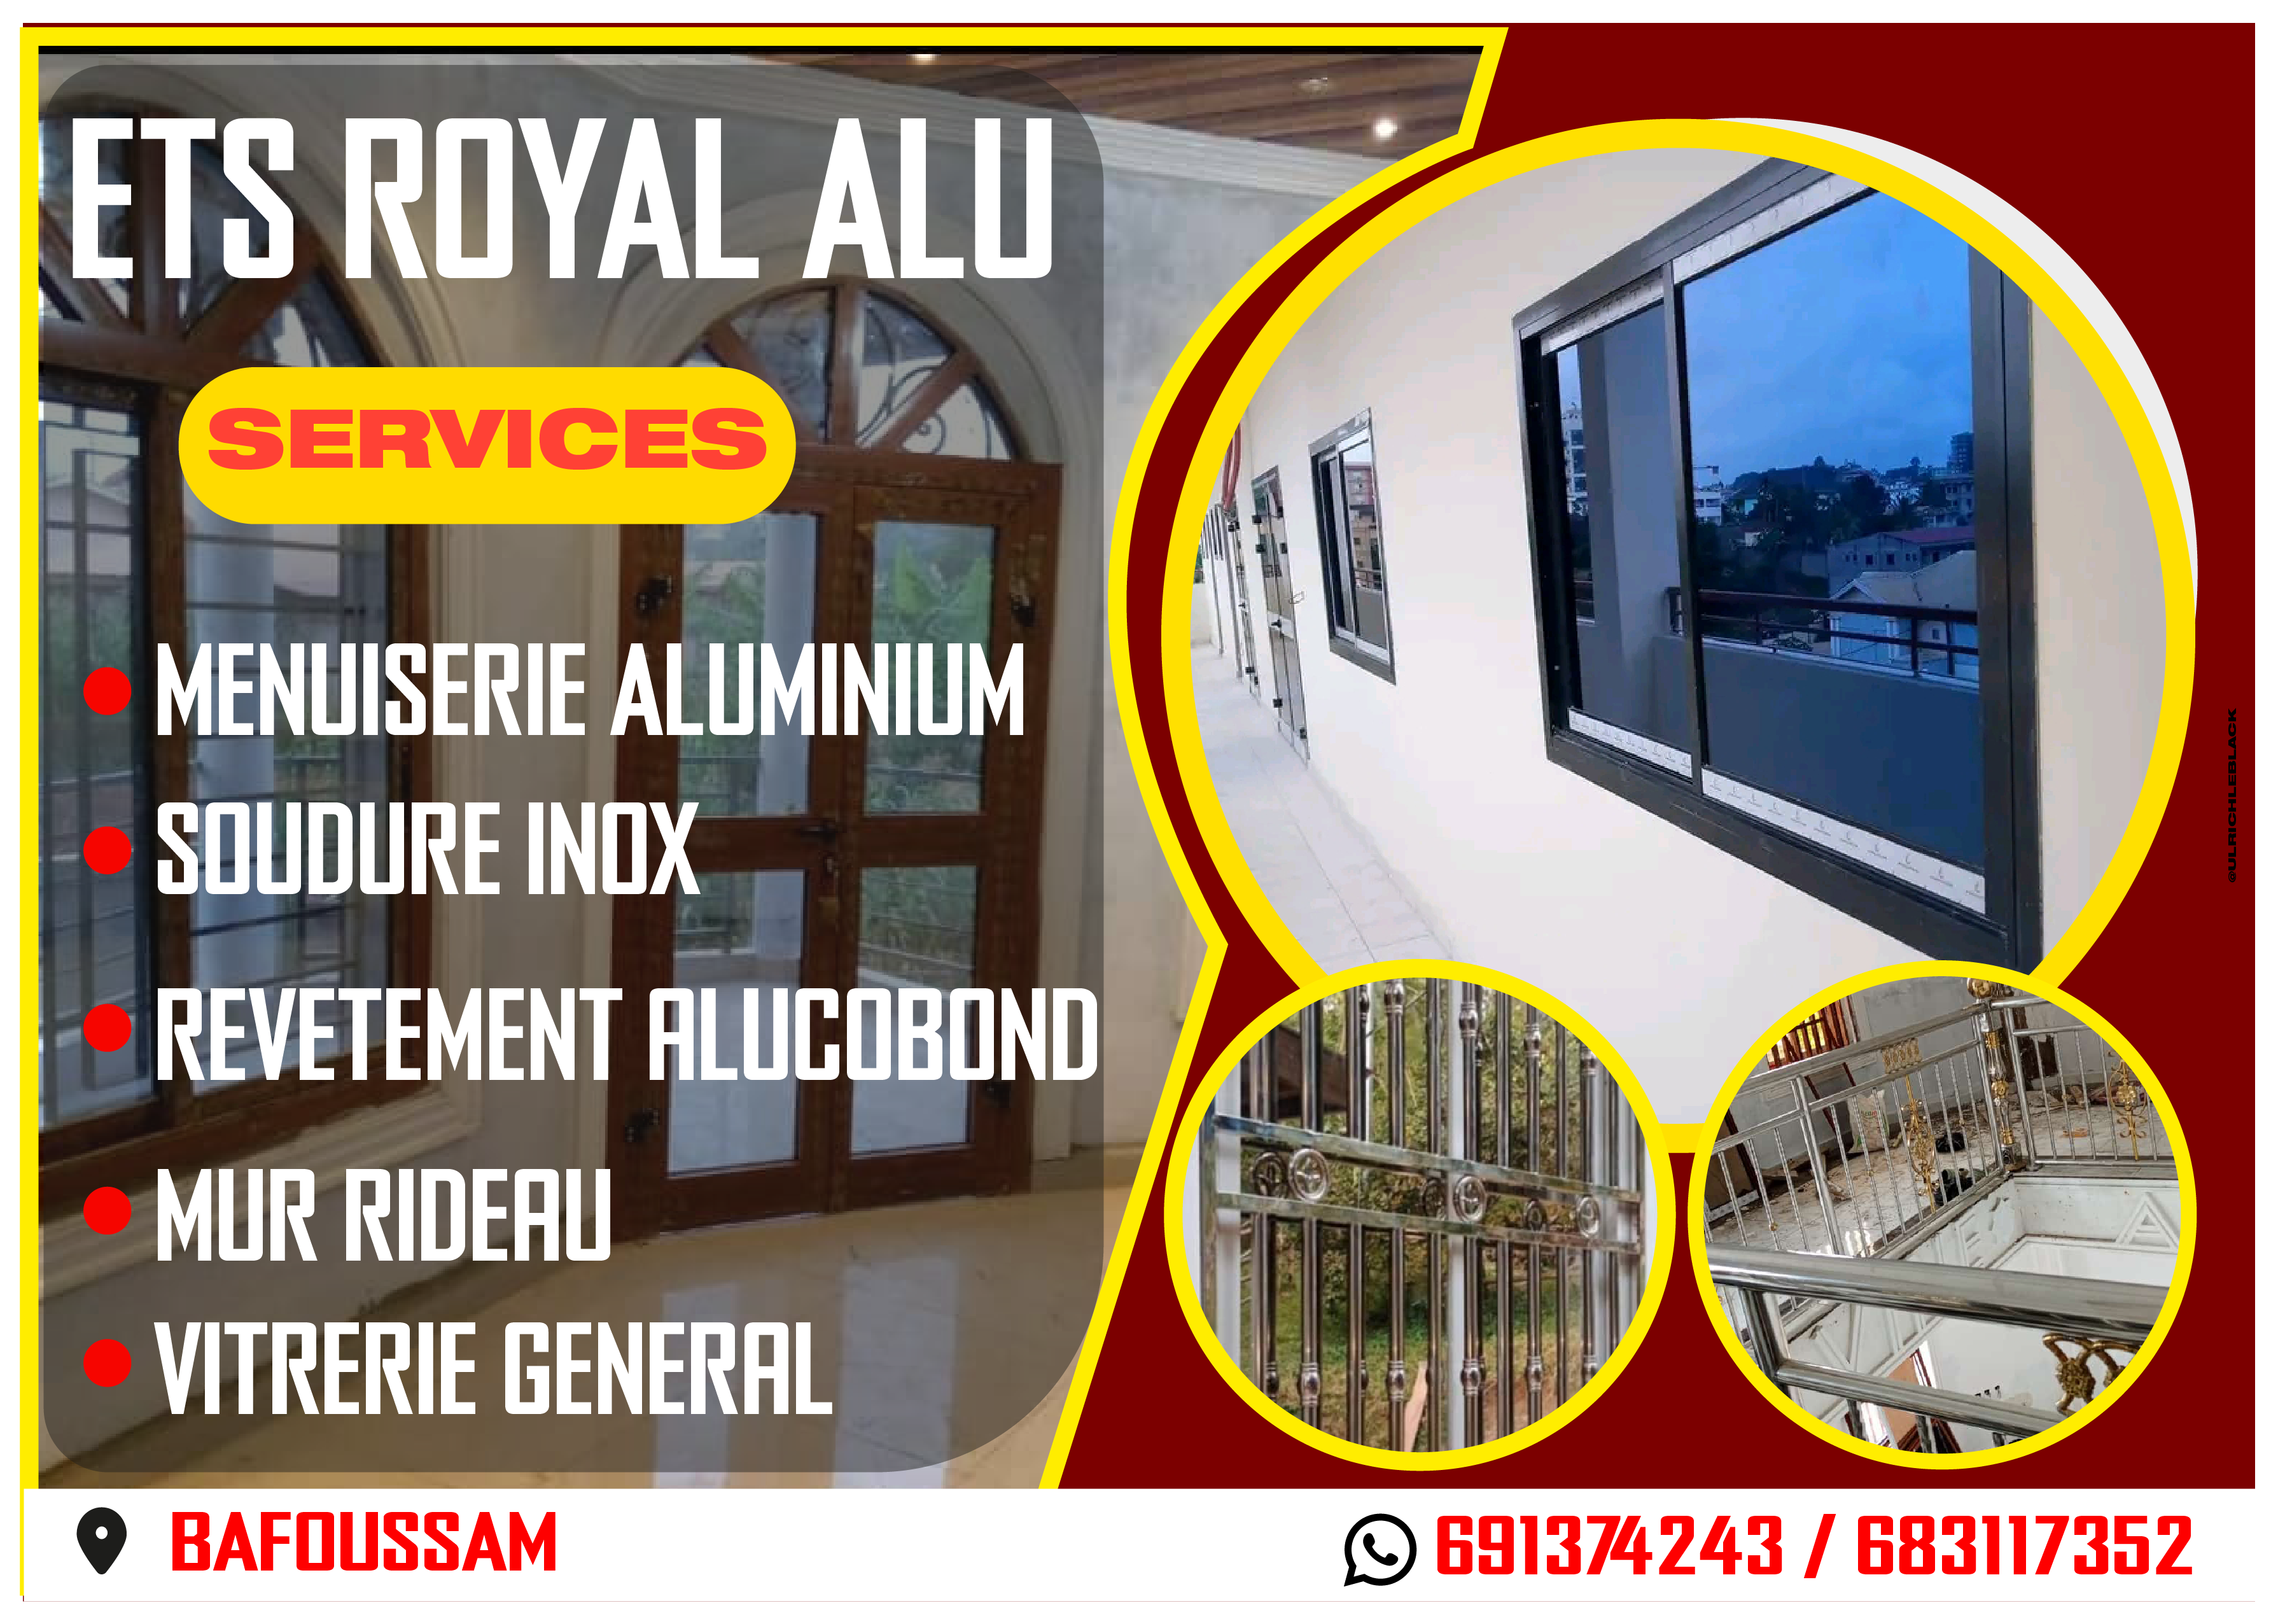 ETS ROYAL ALU
SERVICES
MENUISERIE ALUMINIUM
SOUDURE INOX
REVETEMENT ALUCOBOND
MUR RIDEAU
VITRERIE GENERAL
@ULRICHLEBLACK
BAFOUSSAM
691374243 / 683117352